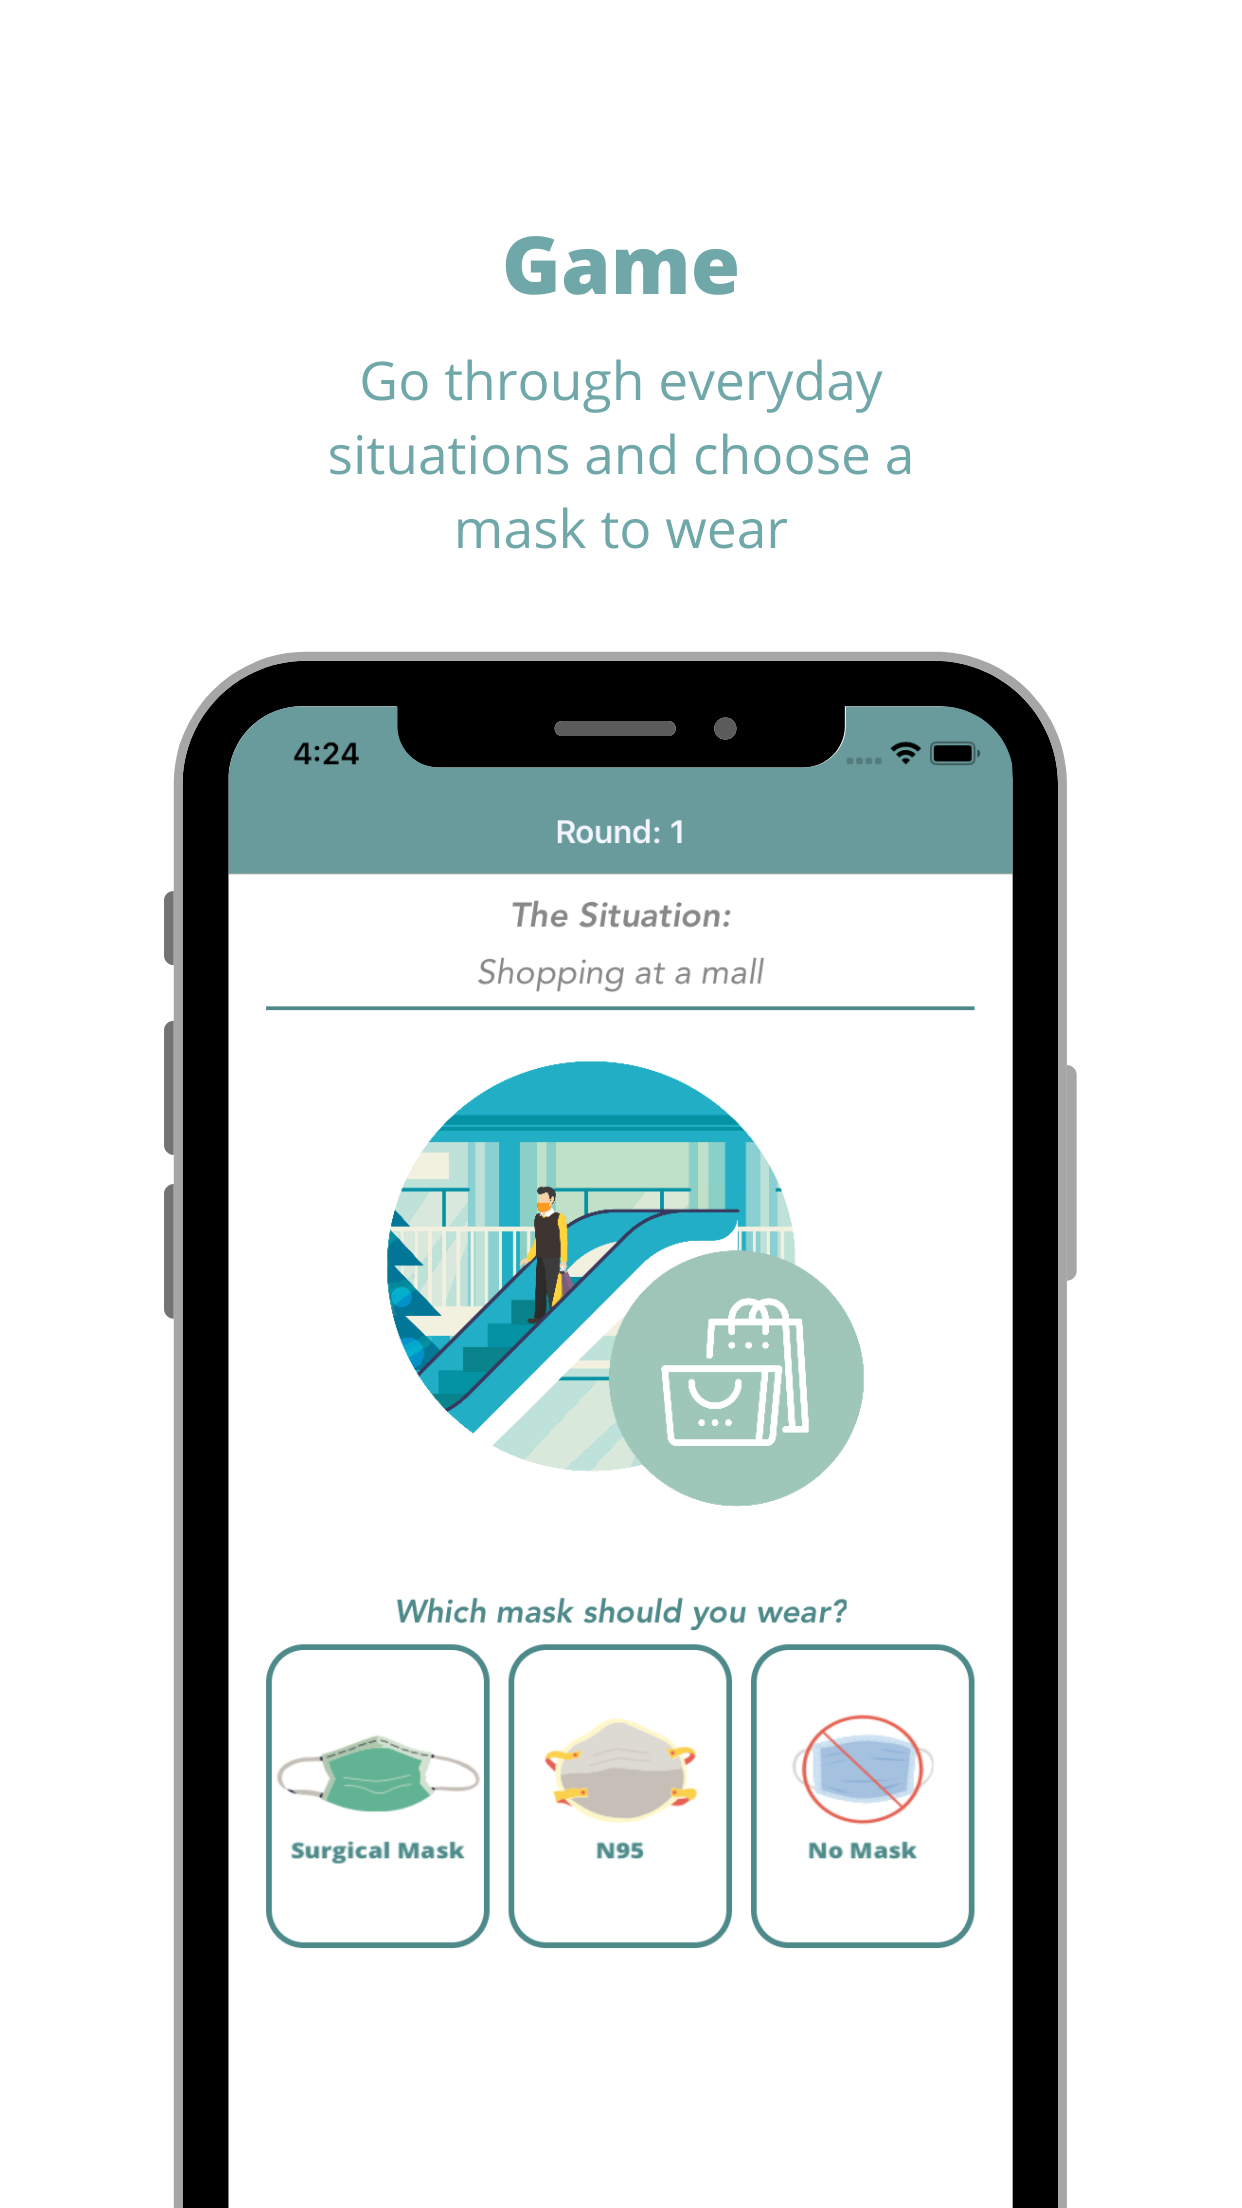 Game
Go through everyday
situations and choose a
mask to wear
4:24
Round: 1
The Situation:
Shopping at a mall
Which mask should you wear?
Surgical Mask
N95
No Mask